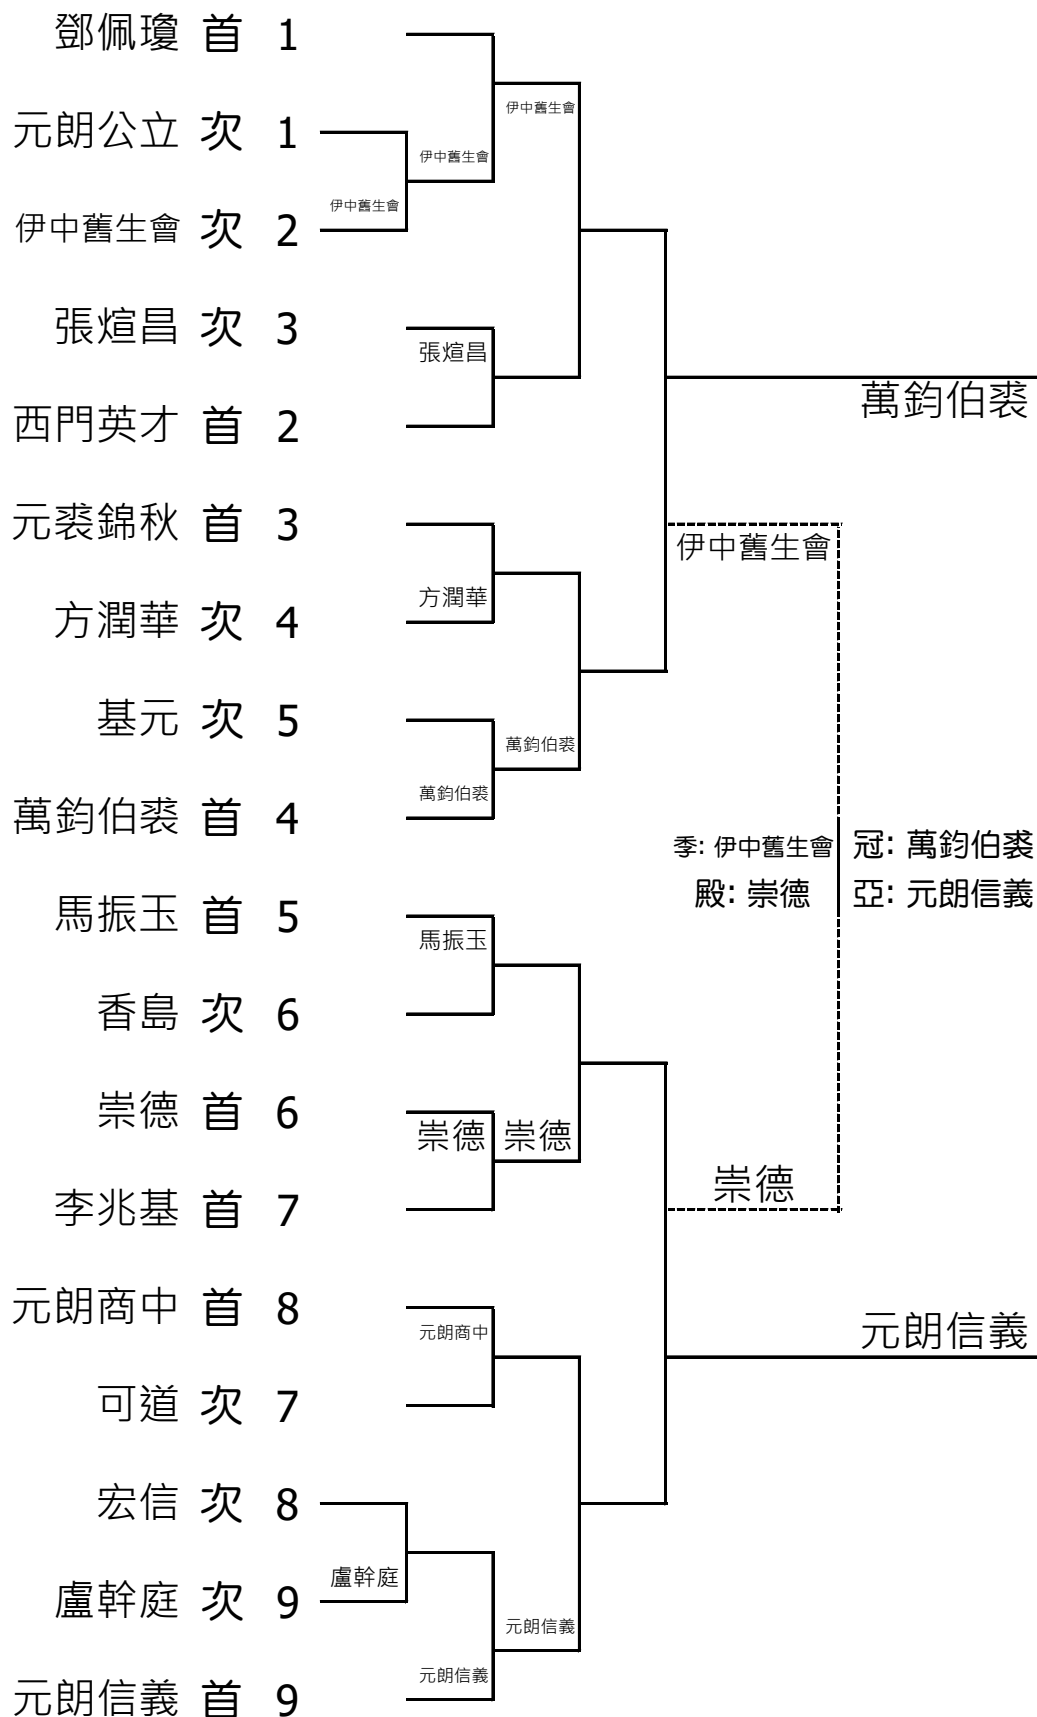 鄧佩瓊 首 1
伊中舊生會
元朗公立 次 1
伊中舊生會
伊中舊生會
伊中舊生會 次 2
張煊昌 次 3
張煊昌
萬鈞伯裘
西門英才 首 2
元裘錦秋 首 3
伊中舊生會
方潤華
方潤華 次 4
基元 次 5
萬鈞伯裘
萬鈞伯裘
萬鈞伯裘 首 4
季: 伊中舊生會 冠: 萬鈞伯裘
殿: 崇德 亞: 元朗信義
馬振玉 首 5
馬振玉
香島 次 6
崇德 首 6
崇德 崇德
崇德
李兆基 首 7
元朗商中 首 8
元朗商中
元朗信義
可道 次 7
宏信 次 8
盧幹庭
盧幹庭 次 9
元朗信義
元朗信義
元朗信義 首 9